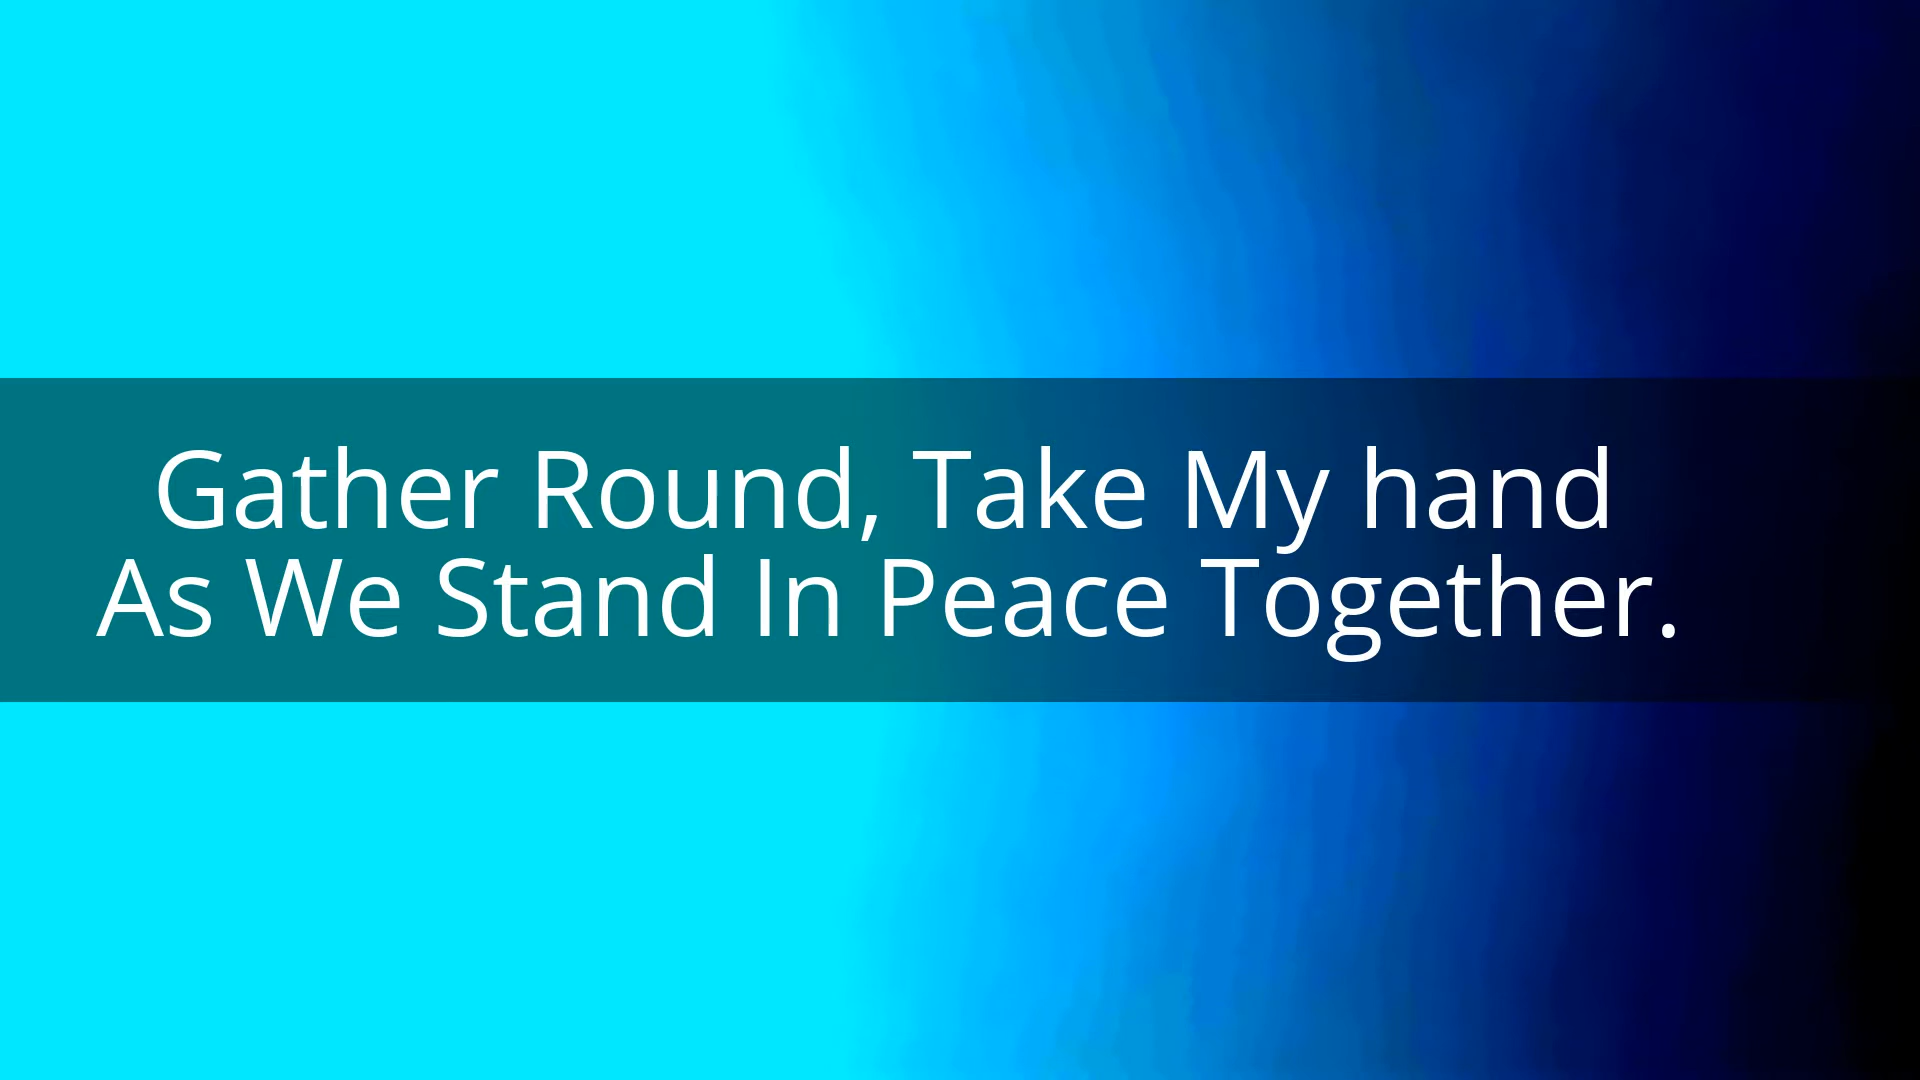 Gather Round, Take My hand
As We Stand In Peace Together.